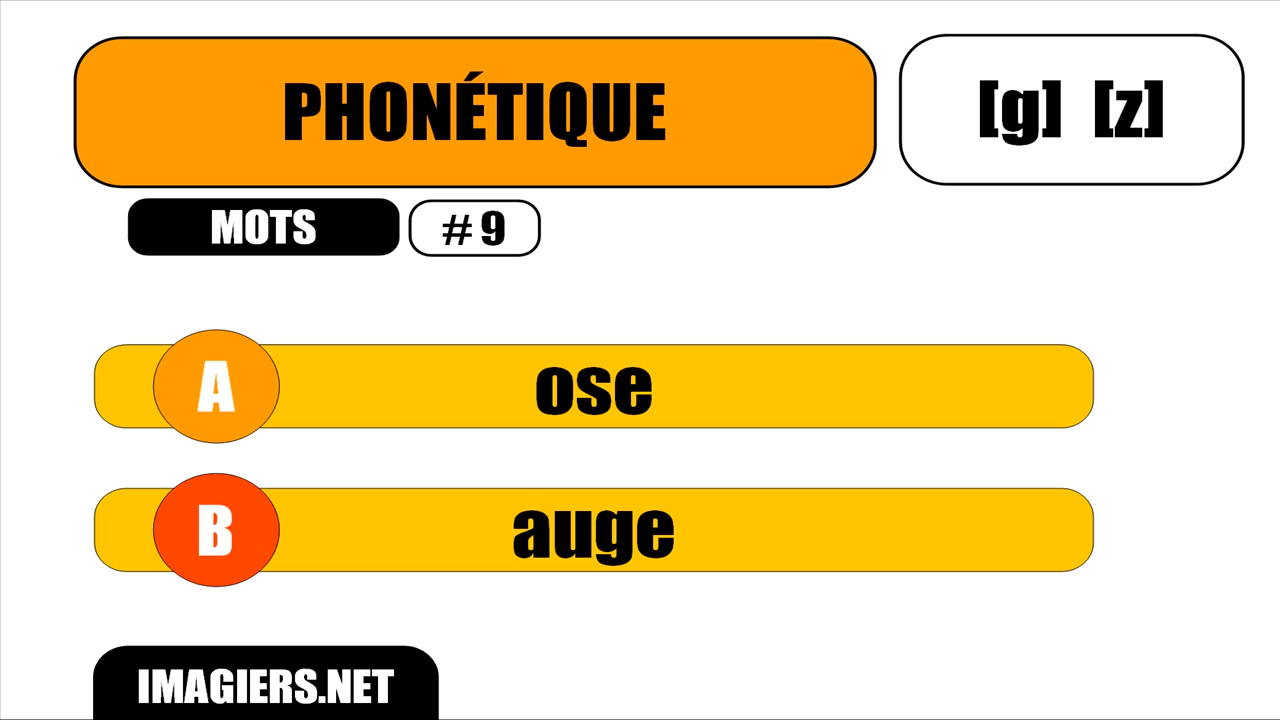 PHONÉTIQUE
[g] [z]
MOTS
# 9
A
ose
B
auge
IMAGIERS.NET